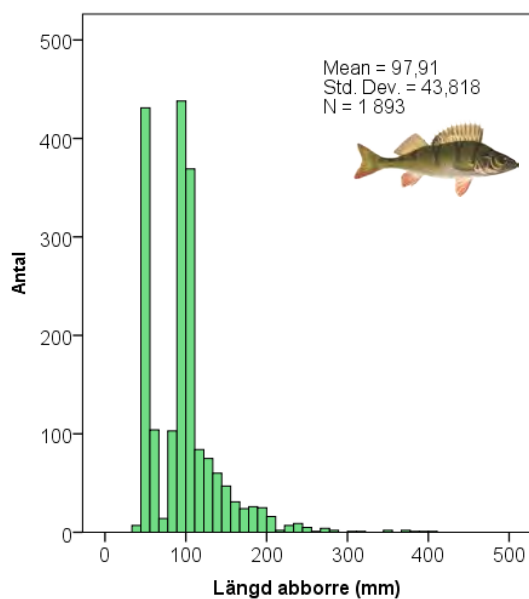 Mean = 97,91
Std. Dev. = 43,818
N = 1 893
500
400
300
200
100
0
Antal
0 100 200 300 400 500
Längd abborre (mm)